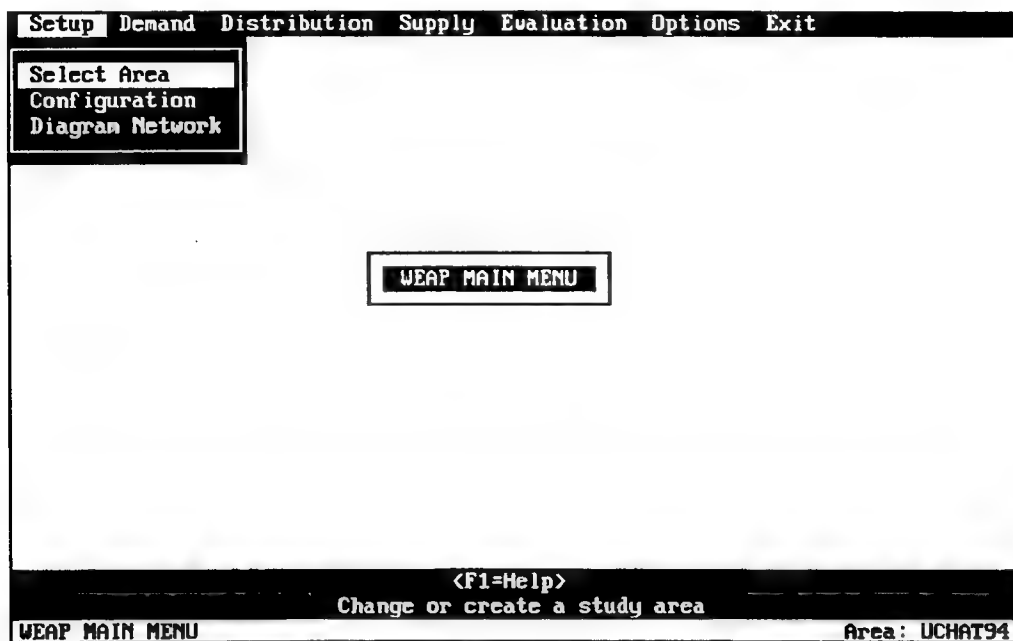 Setup Demand Distribution Supply Evaluation Options Exit
Select Area
Configuration
Diagram Network
WEAP MAIN MENU
<F1=Help>
Change or create a study area
WEAP MAIN MENU Area: UCHAT94